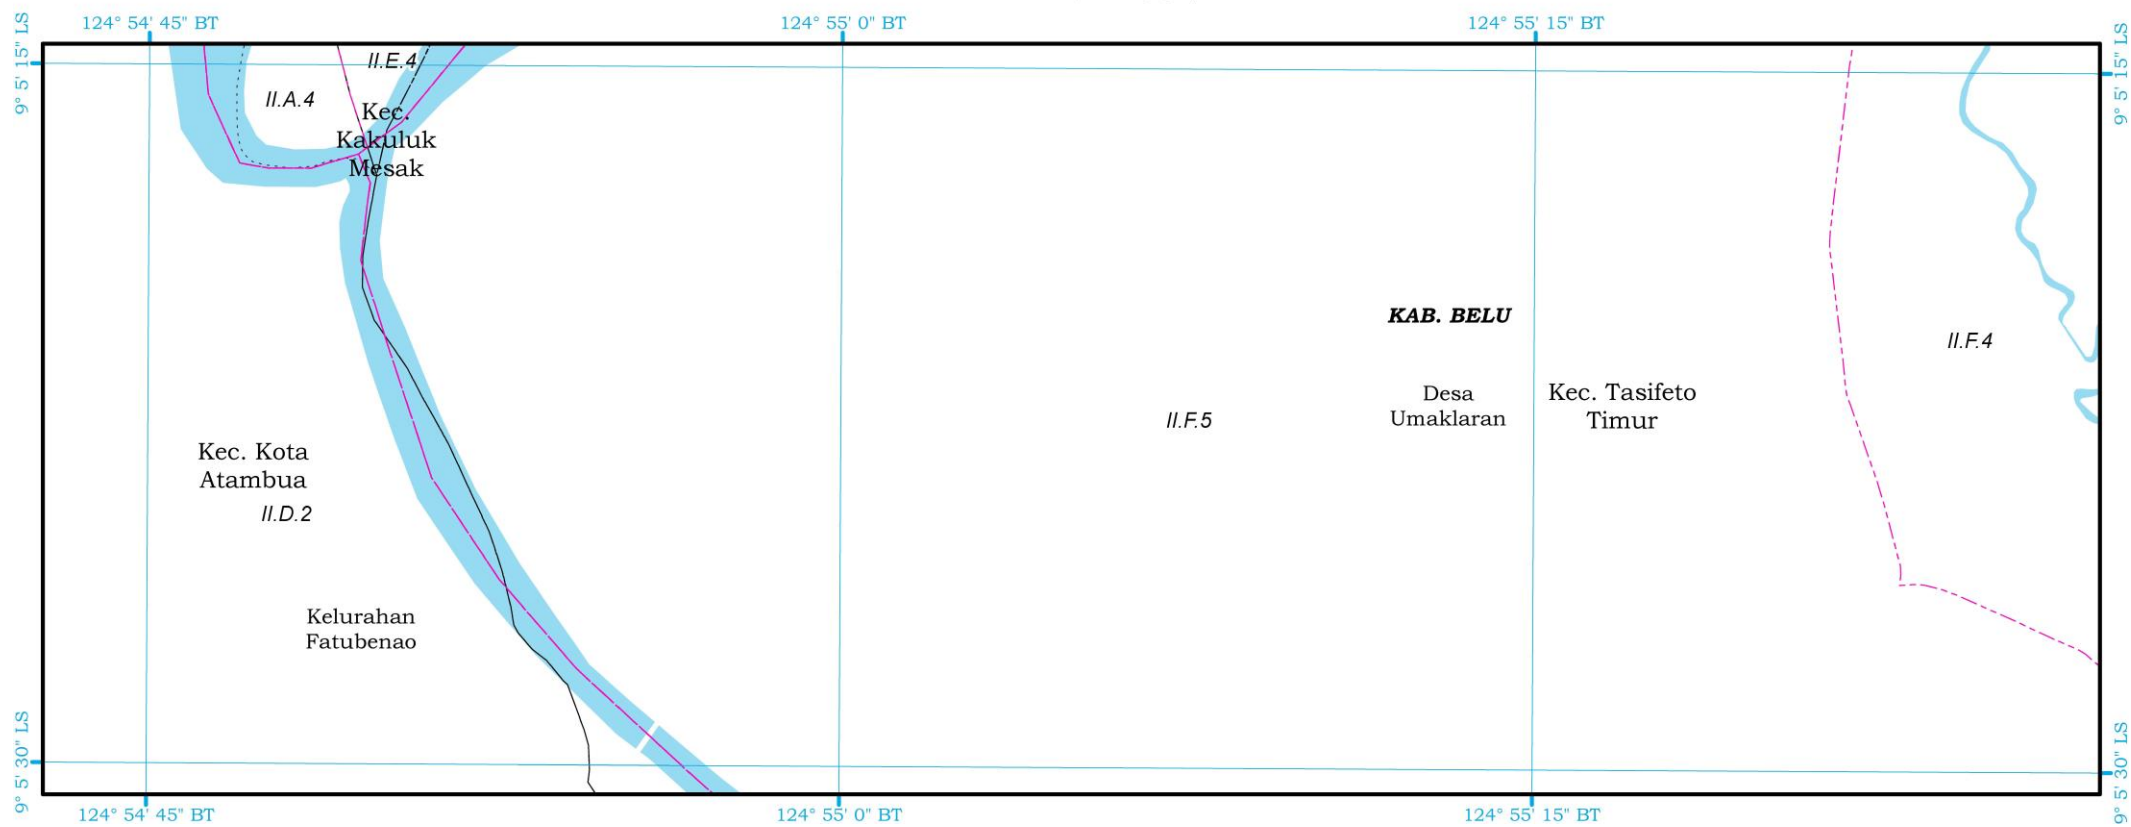 124° 54' 45" BT
124° 55' 0" BT
124° 55' 15" BT
9° 5' 15" LS
9° 5' 15" LS
II.E.4
II.A.4
Kec.
Kakuluk
Mesak
KAB. BELU
II.F.4
Desa
Umaklaran
Kec. Tasifeto
Timur
II.F.5
Kec. Kota
Atambua
II.D.2
Kelurahan
Fatubenao
9° 5' 30" LS
9° 5' 30" LS
124° 54' 45" BT
124° 55' 0" BT
124° 55' 15" BT